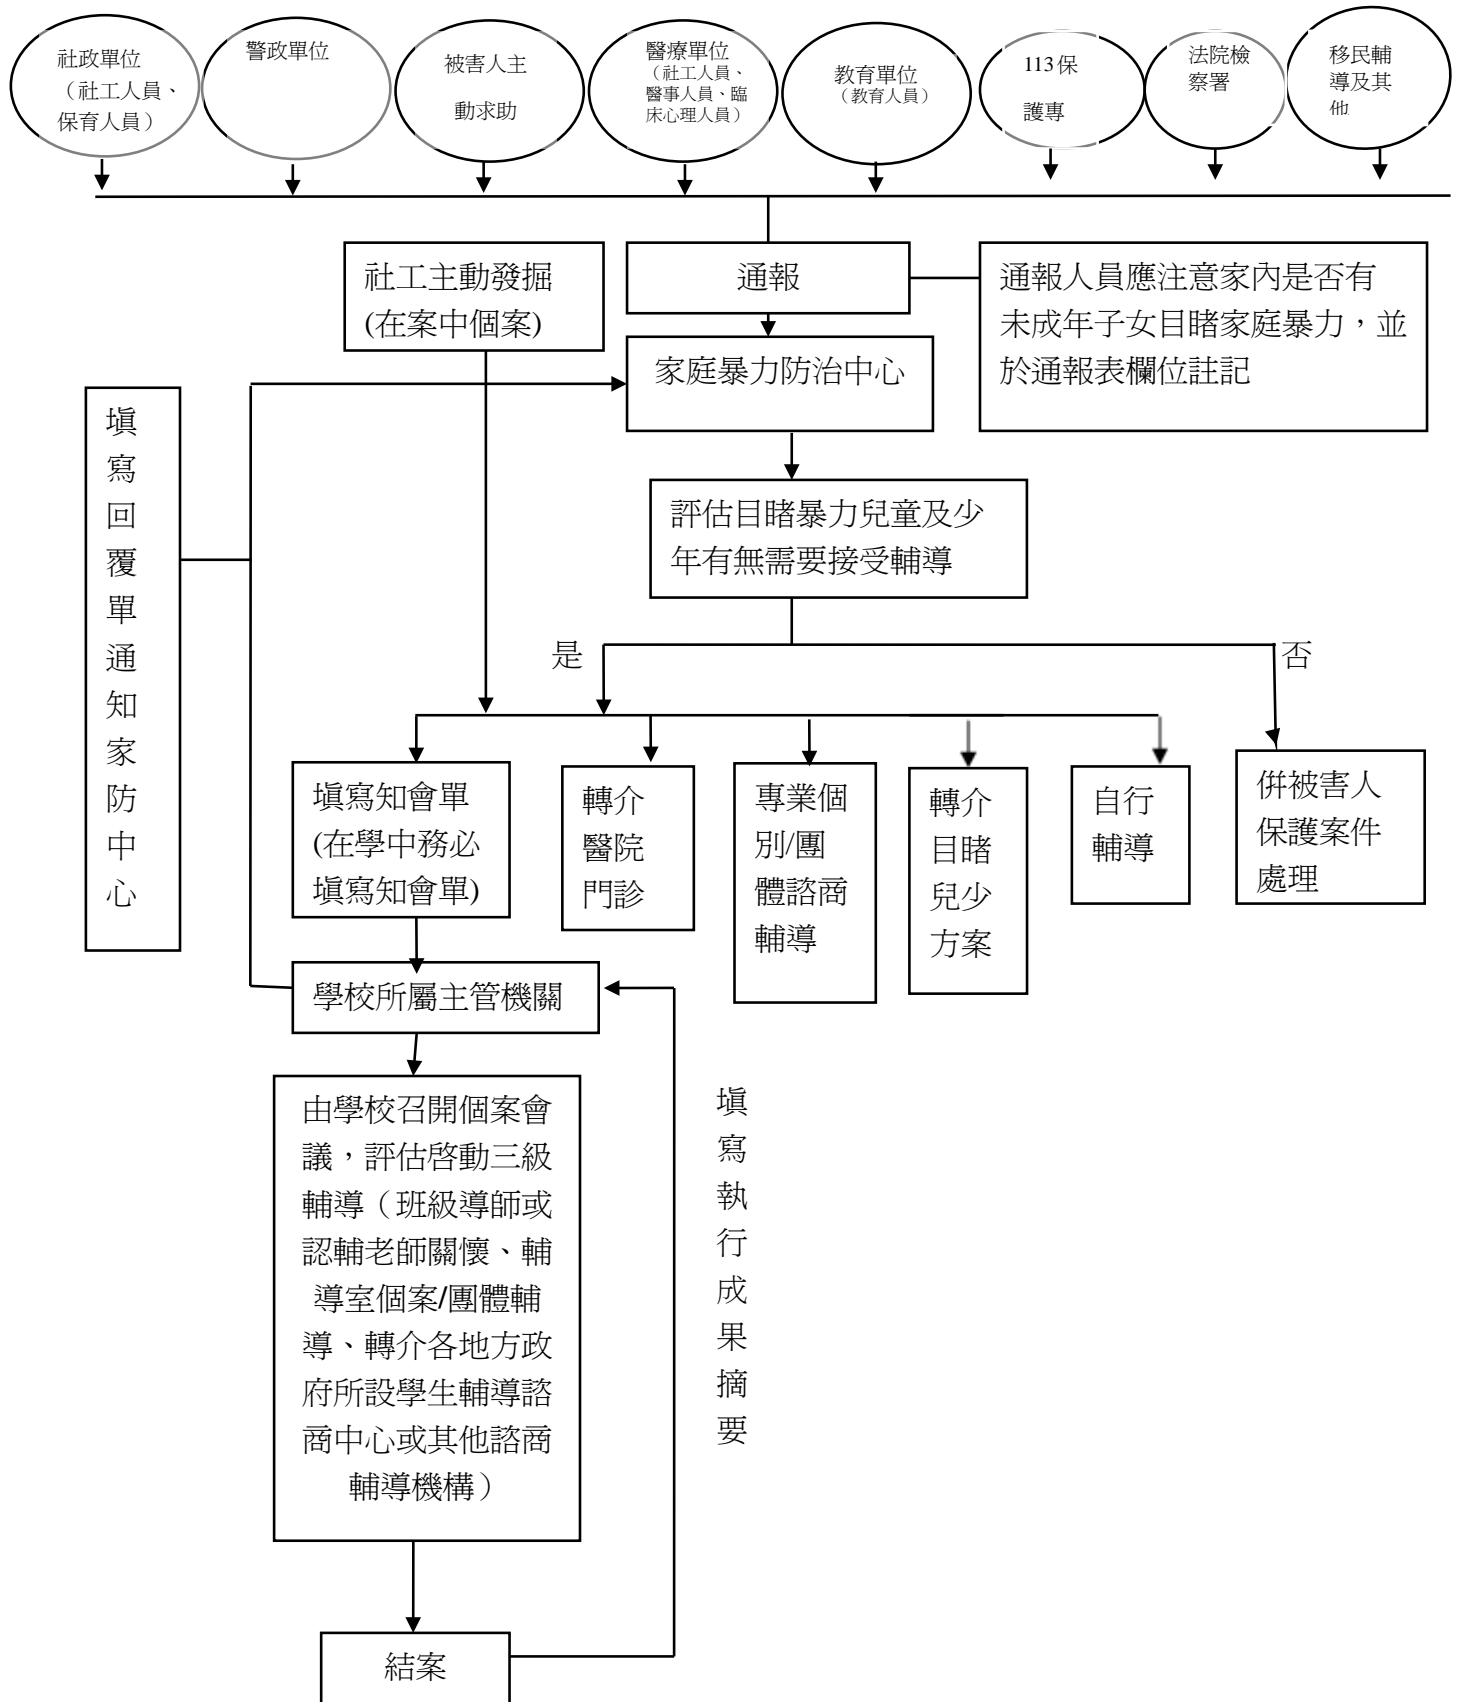 社政單位
（社工人員、
保育人員）
警政單位
被害人主
動求助
醫療單位
（社工人員、
醫事人員、臨
床心理人員）
教育單位
（教育人員）
113保
護專
法院檢
察署
移民輔
導及其
他
社工主動發掘
(在案中個案)
通報
通報人員應注意家內是否有
未成年子女目睹家庭暴力，並
於通報表欄位註記
家庭暴力防治中心
填
寫
回
覆
單
通
知
家
防
中
心
評估目睹暴力兒童及少
年有無需要接受輔導
是
否
填寫知會單
(在學中務必
填寫知會單)
轉介
醫院
門診
專業個
別/團
體諮商
輔導
轉介
目睹
兒少
方案
自行
輔導
併被害人
保護案件
處理
學校所屬主管機關
由學校召開個案會
議，評估啓動三級
輔導（班級導師或
認輔老師關懷、輔
導室個案/團體輔
導、轉介各地方政
府所設學生輔導諮
商中心或其他諮商
輔導機構）
填
寫
執
行
成
果
摘
要
結案